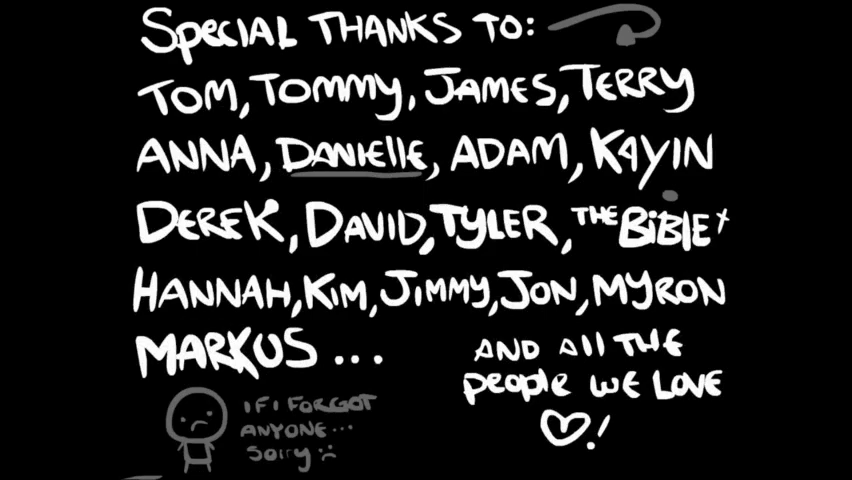 SPECIAL THANKS TO:
TOM, TOMMY, JAMES, TERRY
ANNA, DANIELLE, ADAM, KAYIN
DEREK, DAVID, TYLER, THE BIBLE
HANNAH, KIM, JIMMY, JON, MYRON
MARKUS...
AND ALL THE
PEOPLE WE LOVE
♡!
IF I FORGOT
ANYONE...
SORRY :(